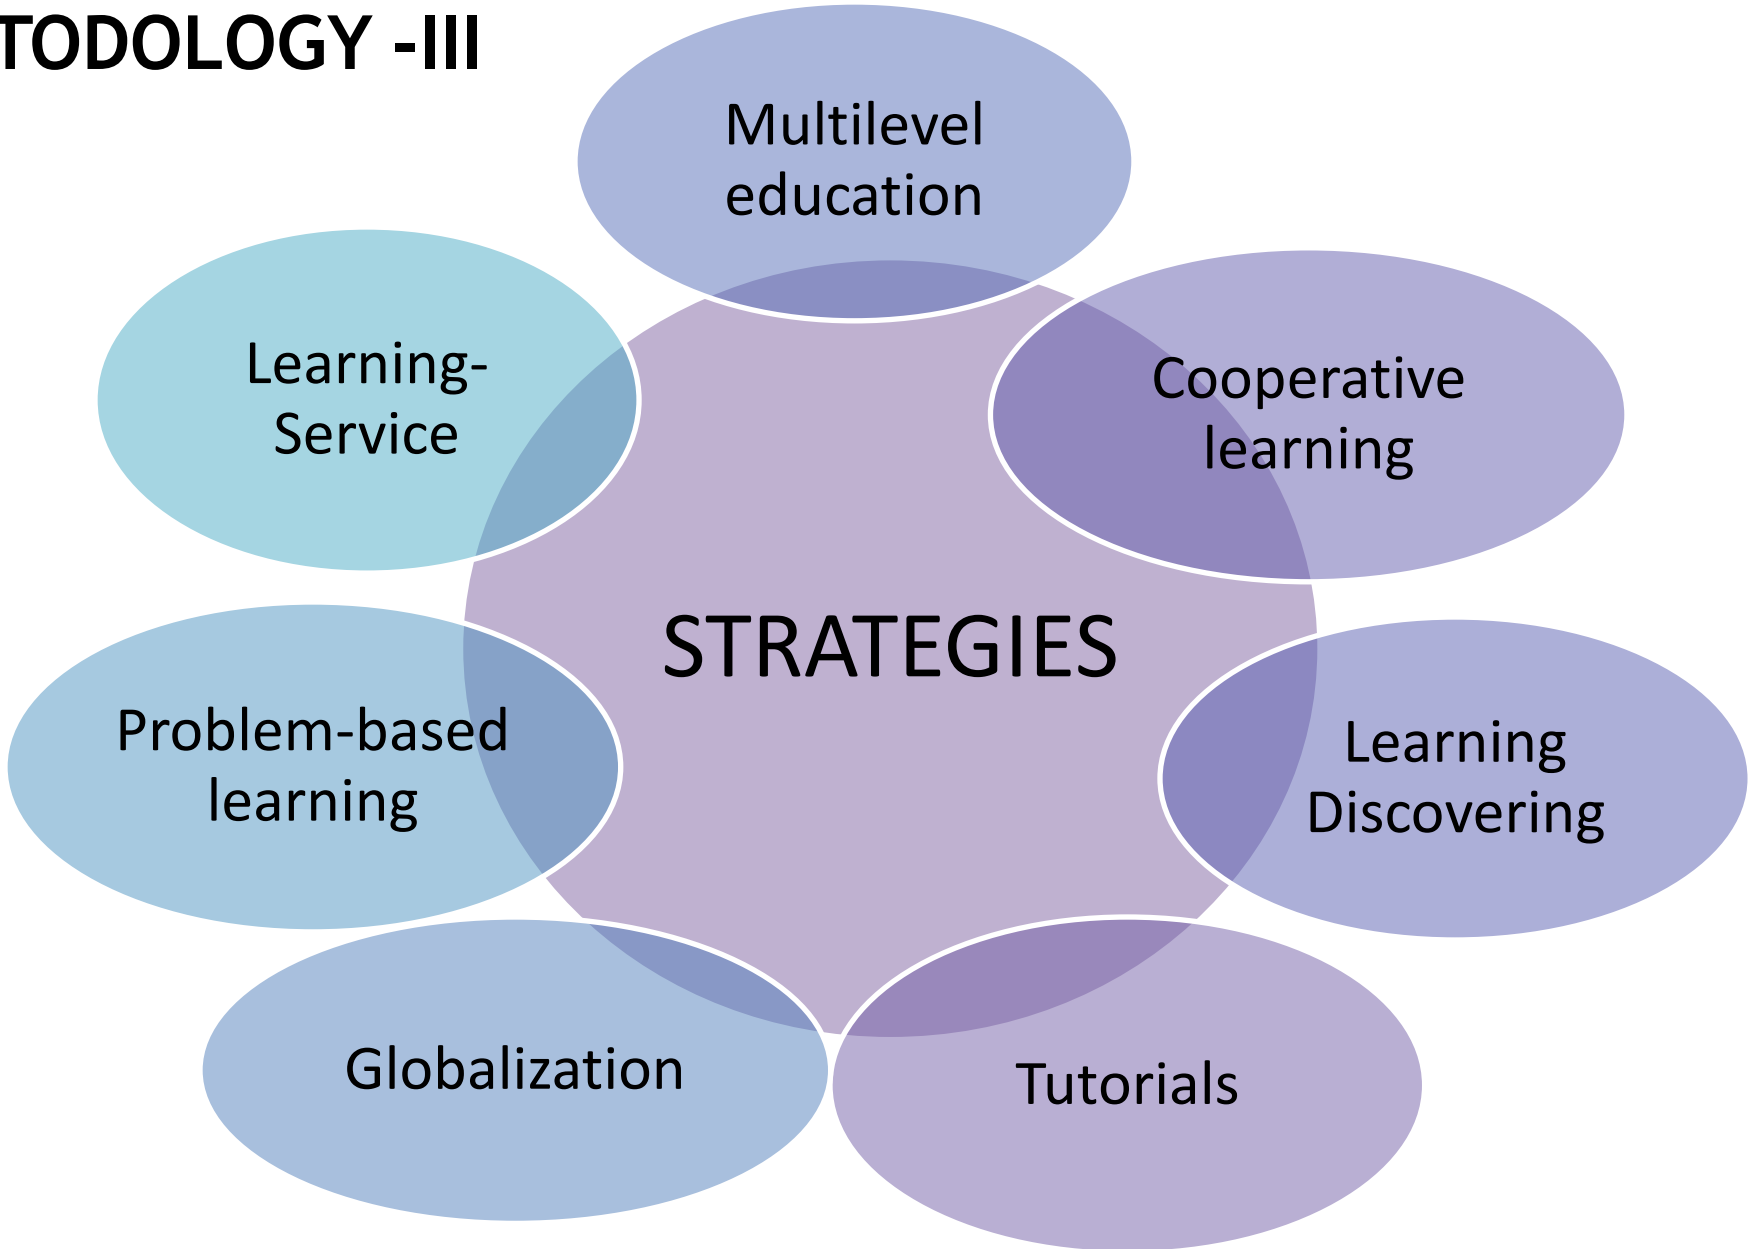 TODOLOGY -III
Multilevel
education
Cooperative
learning
Learning
Discovering
Tutorials
Globalization
Problem-based
learning
Learning-
Service
STRATEGIES